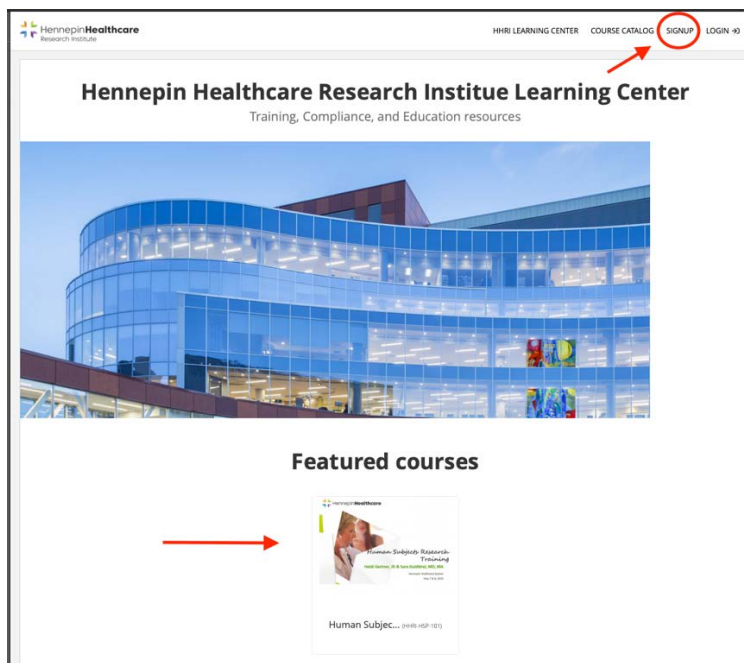 HennepinHealthcare
Research Institute
HHRI LEARNING CENTER COURSE CATALOG SIGNUP LOGIN
Hennepin Healthcare Research Institue Learning Center
Training, Compliance, and Education resources
Featured courses
HennepinHealthcare
Human Subjects Research
Training
Human Subjec... (HHRI-HSP-101)